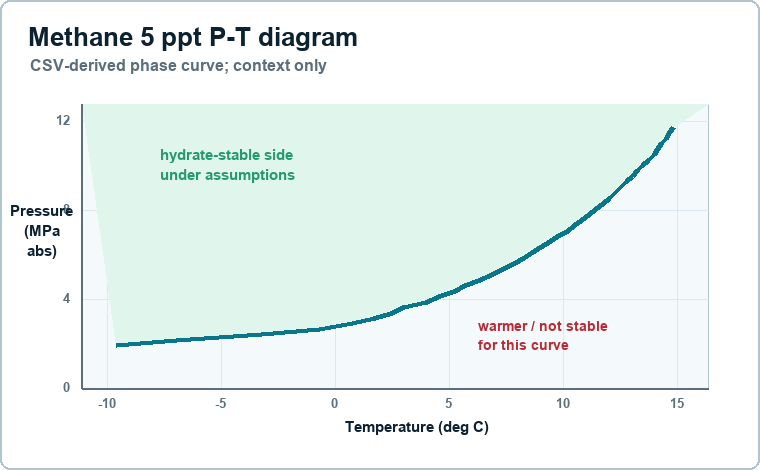 Methane 5 ppt P-T diagram
CSV-derived phase curve; context only
12
hydrate-stable side
under assumptions
Pressure
8
(MPa
abs)
4
warmer / not stable
for this curve
0
-10
-5
0
5
10
15
Temperature (deg C)